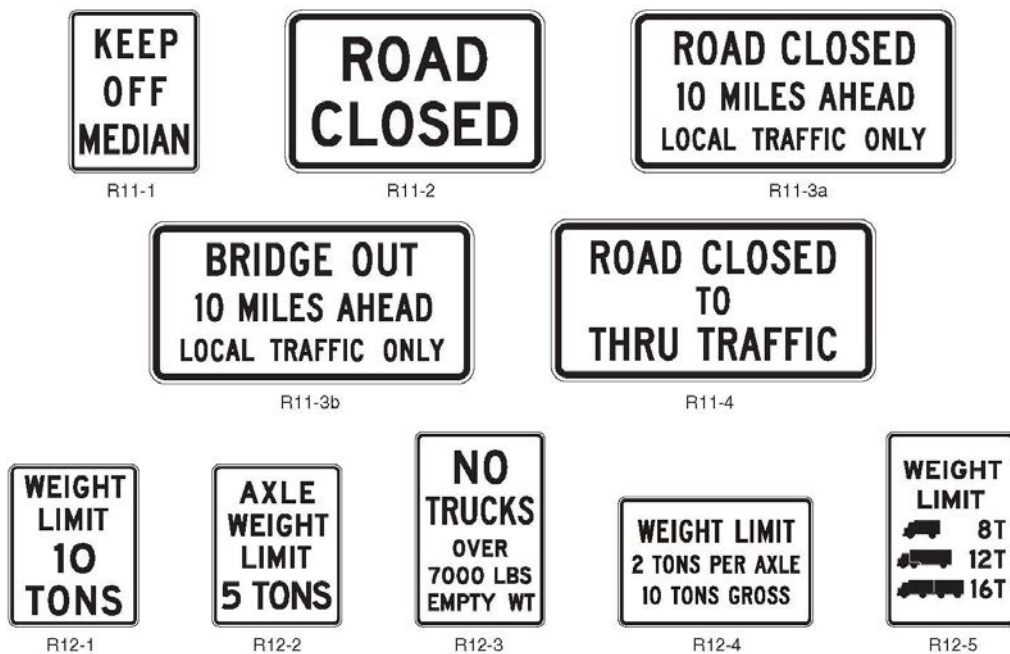 KEEP
OFF
MEDIAN
R11-1
ROAD
CLOSED
R11-2
ROAD CLOSED
10 MILES AHEAD
LOCAL TRAFFIC ONLY
R11-3a
BRIDGE OUT
10 MILES AHEAD
LOCAL TRAFFIC ONLY
R11-3b
ROAD CLOSED
TO
THRU TRAFFIC
R11-4
WEIGHT
LIMIT
10
TONS
R12-1
AXLE
WEIGHT
LIMIT
5 TONS
R12-2
NO
TRUCKS
OVER
7000 LBS
EMPTY WT
R12-3
WEIGHT LIMIT
2 TONS PER AXLE
10 TONS GROSS
R12-4
WEIGHT
LIMIT
8T
12T
16T
R12-5